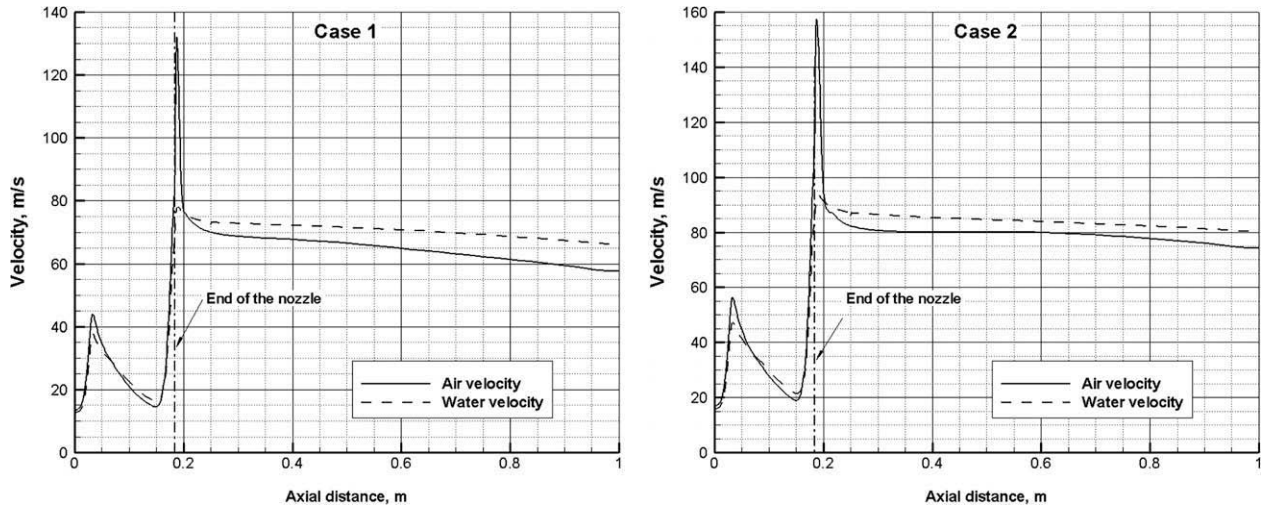 Case 1
140
120
100
80
60
40
20
0
Velocity, m/s
End of the nozzle
Air velocity
Water velocity
0 0.2 0.4 0.6 0.8 1
Axial distance, m
Case 2
160
140
120
100
80
60
40
20
0
Velocity, m/s
End of the nozzle
Air velocity
Water velocity
0 0.2 0.4 0.6 0.8 1
Axial distance, m